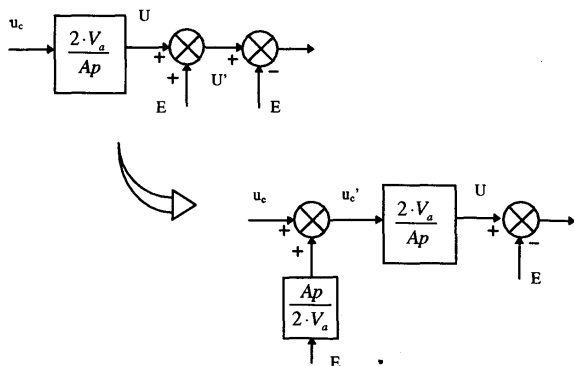 u_c
2·V_a
Ap
U
+
+
E
U'
+
−
E
u_c
+
+
u_c'
2·V_a
Ap
U
+
−
E
Ap
2·V_a
E